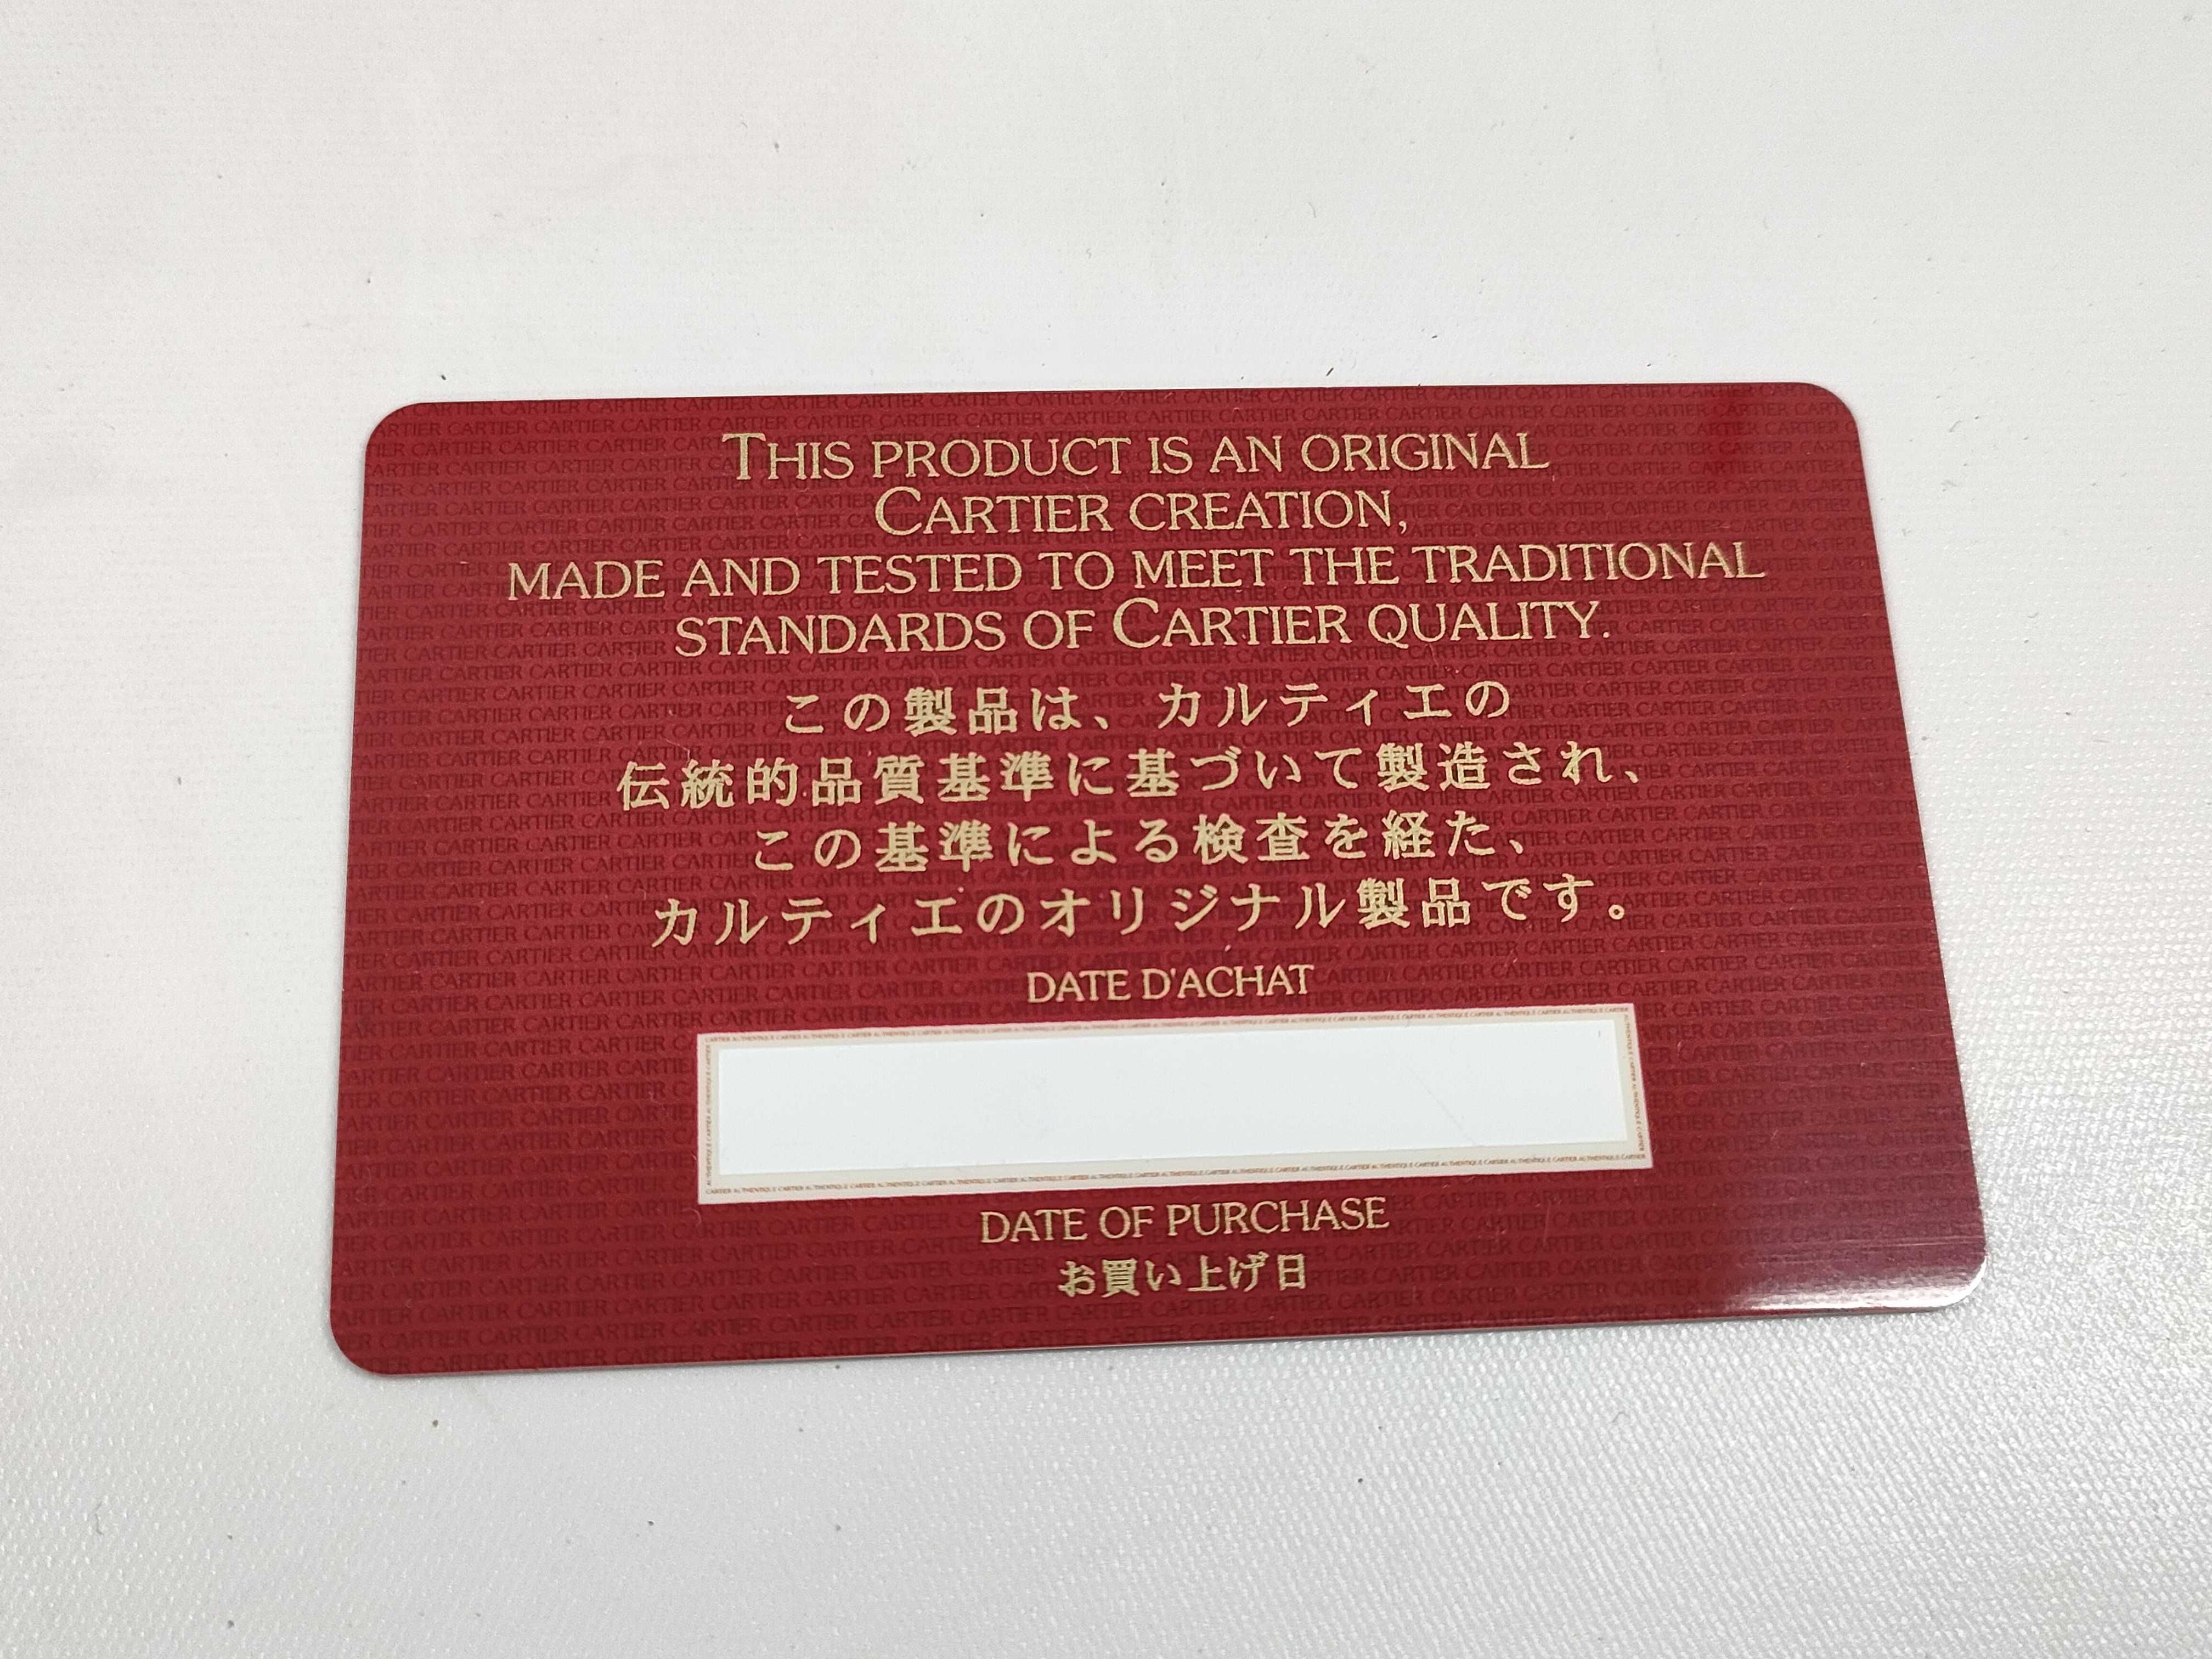 THIS PRODUCT IS AN ORIGINAL
CARTIER CREATION,
MADE AND TESTED TO MEET THE TRADITIONAL
STANDARDS OF CARTIER QUALITY.
この製品は、カルティエの
伝統的品質基準に基づいて製造され、
この基準による検査を経た、
カルティエのオリジナル製品です。
DATE D'ACHAT
DATE OF PURCHASE
お買い上げ日